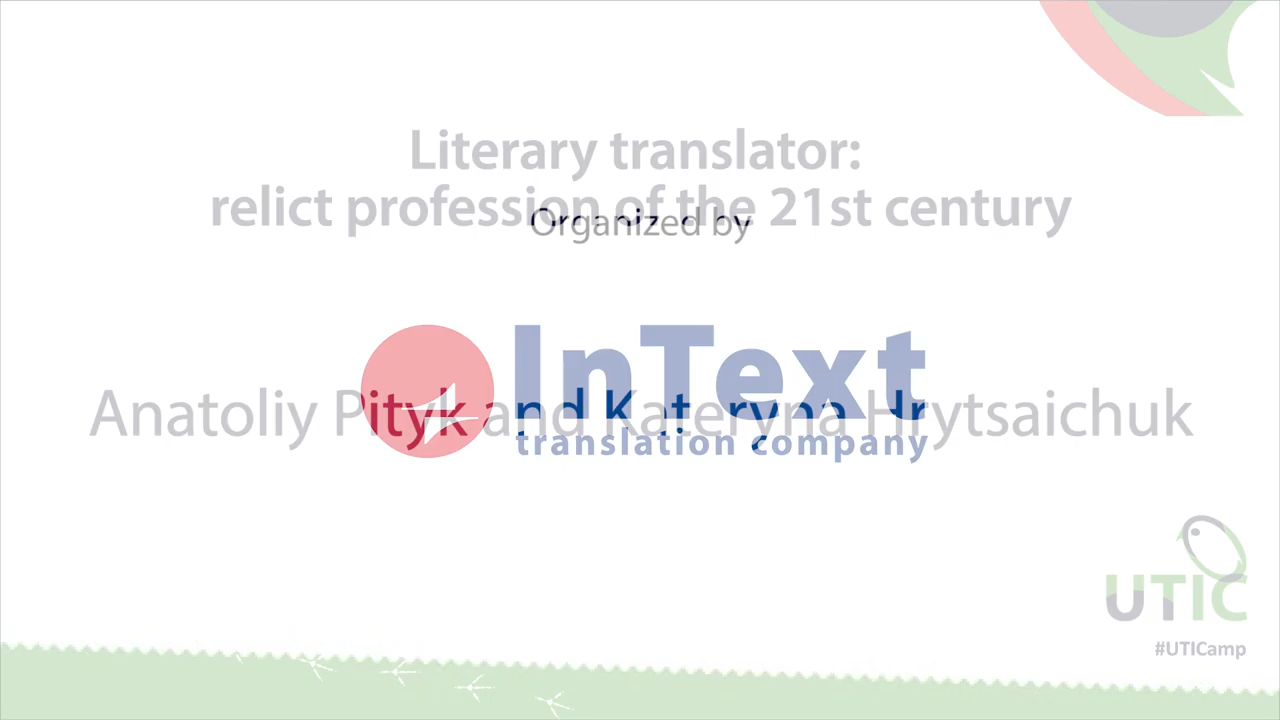 Literary translator:
relict profession of the 21st century
Organized by
InText
Anatoliy Pityk and Kateryna Hrytsaichuk
translation company
UTIC
#UTICamp